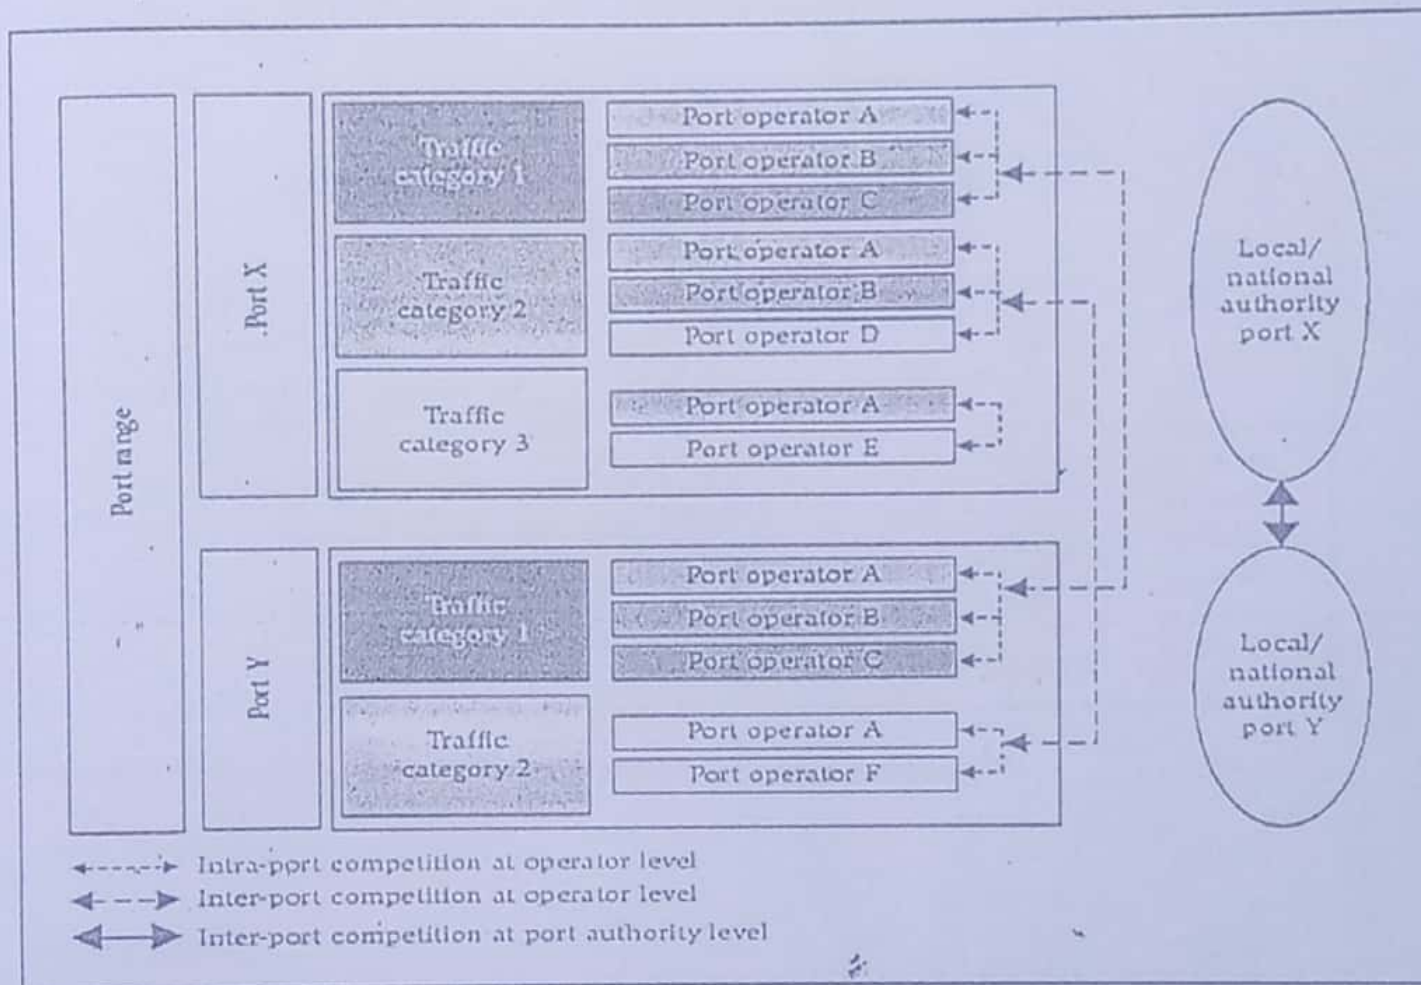 Port range
Port X
Traffic
category 1
Port operator A
Port operator B
Port operator C
Traffic
category 2
Port operator A
Port operator B
Port operator D
Traffic
category 3
Port operator A
Port operator E
Port Y
Traffic
category 1
Port operator A
Port operator B
Port operator C
Traffic
category 2
Port operator A
Port operator F
Local/
national
authority
port X
Local/
national
authority
port Y
Intra-port competition at operator level
Inter-port competition at operator level
Inter-port competition at port authority level